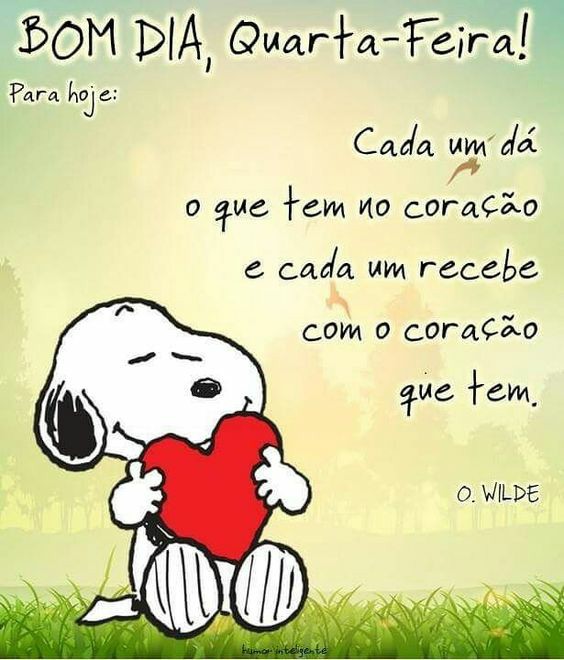 BOM DIA, Quarta-Feira!
Para hoje:
Cada um dá
o que tem no coração
e cada um recebe
com o coração
que tem.
O. WILDE
humor inteligente